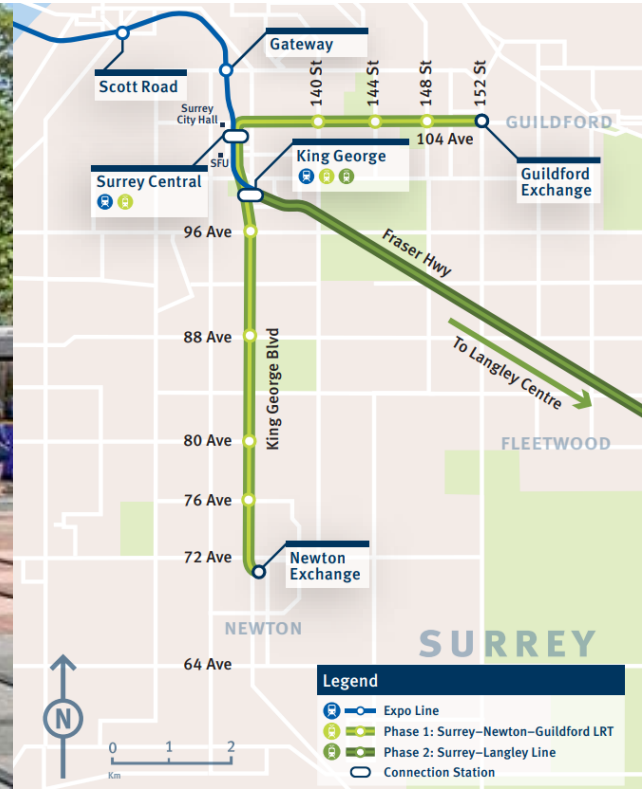 Gateway
Scott Road
140 St
144 St
148 St
152 St
Surrey
City Hall
GUILDFORD
104 Ave
King George
SFU
Surrey Central
Guildford
Exchange
96 Ave
Fraser Hwy
88 Ave
King George Blvd
To Langley Centre
80 Ave
FLEETWOOD
76 Ave
72 Ave
Newton
Exchange
NEWTON
SURREY
64 Ave
Legend
N
0 1 2
Km
Expo Line
Phase 1: Surrey–Newton–Guildford LRT
Phase 2: Surrey–Langley Line
Connection Station